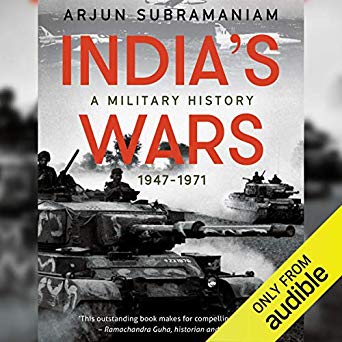 ARJUN SUBRAMANIAM
INDIA'S
A MILITARY HISTORY
WARS
1947-1971
'This outstanding book makes for compelling
– Ramachandra Guha, historian and
ONLY FROM
audible